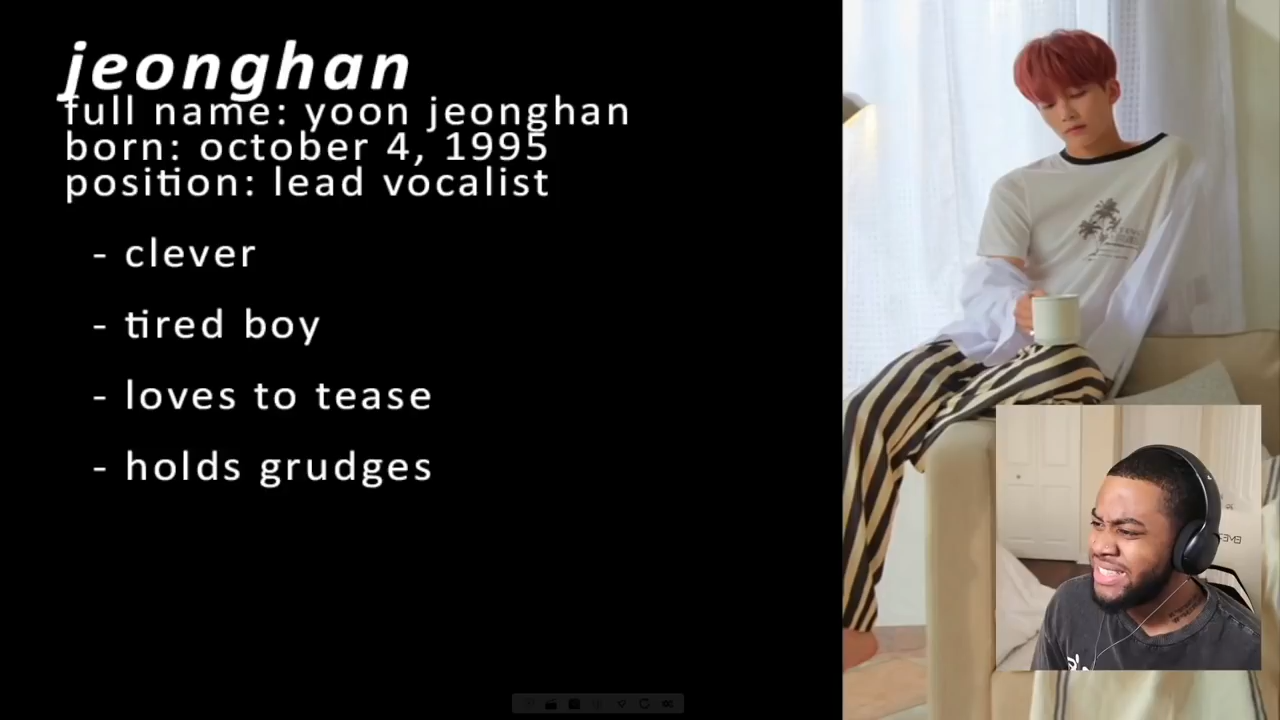 jeonghan
full name: yoon jeonghan
born: october 4, 1995
position: lead vocalist
- clever
- tired boy
- loves to tease
- holds grudges